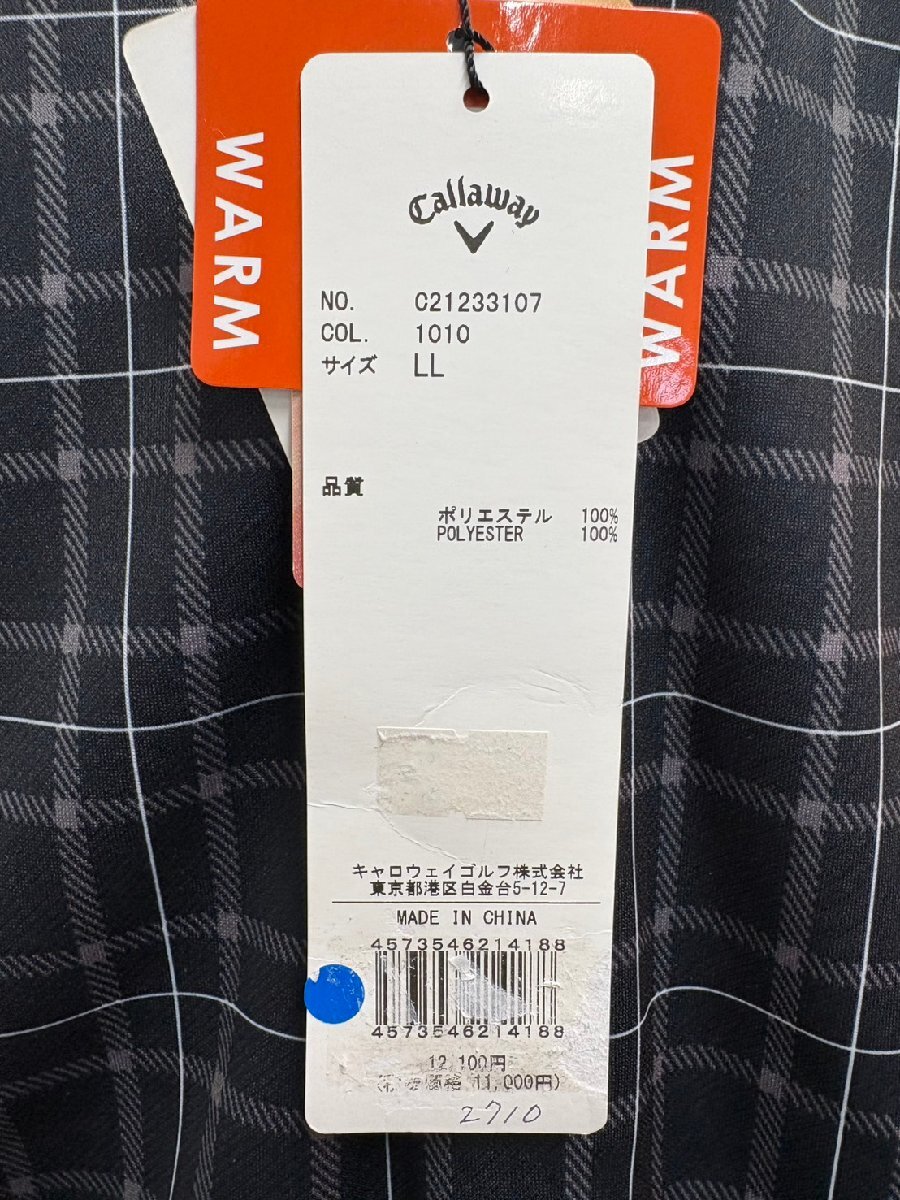 WARM
WARM
Callaway
NO. C21233107
COL. 1010
サイズ LL
品質
ポリエステル 100%
POLYESTER 100%
キャロウェイゴルフ株式会社
東京都港区白金台5-12-7
MADE IN CHINA
4573546214188
4573546214188
12,100円
価格 11,000円)
2710